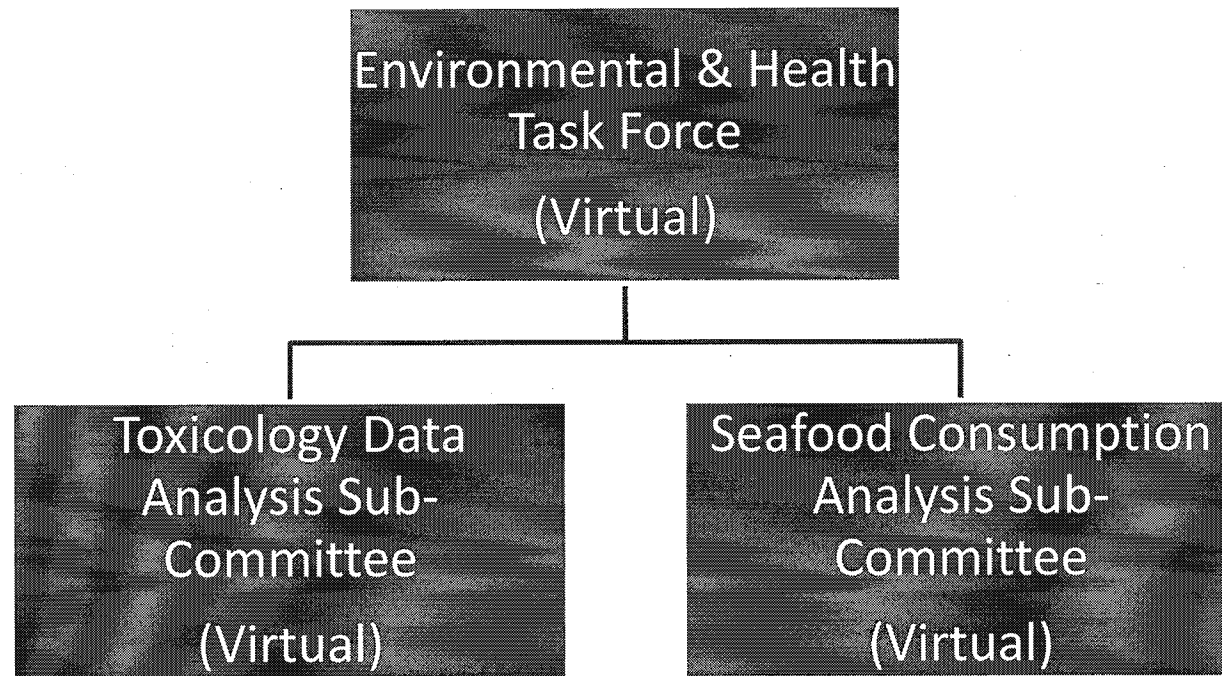 Environmental & Health
Task Force
(Virtual)
Toxicology Data
Analysis Sub-
Committee
(Virtual)
Seafood Consumption
Analysis Sub-
Committee
(Virtual)